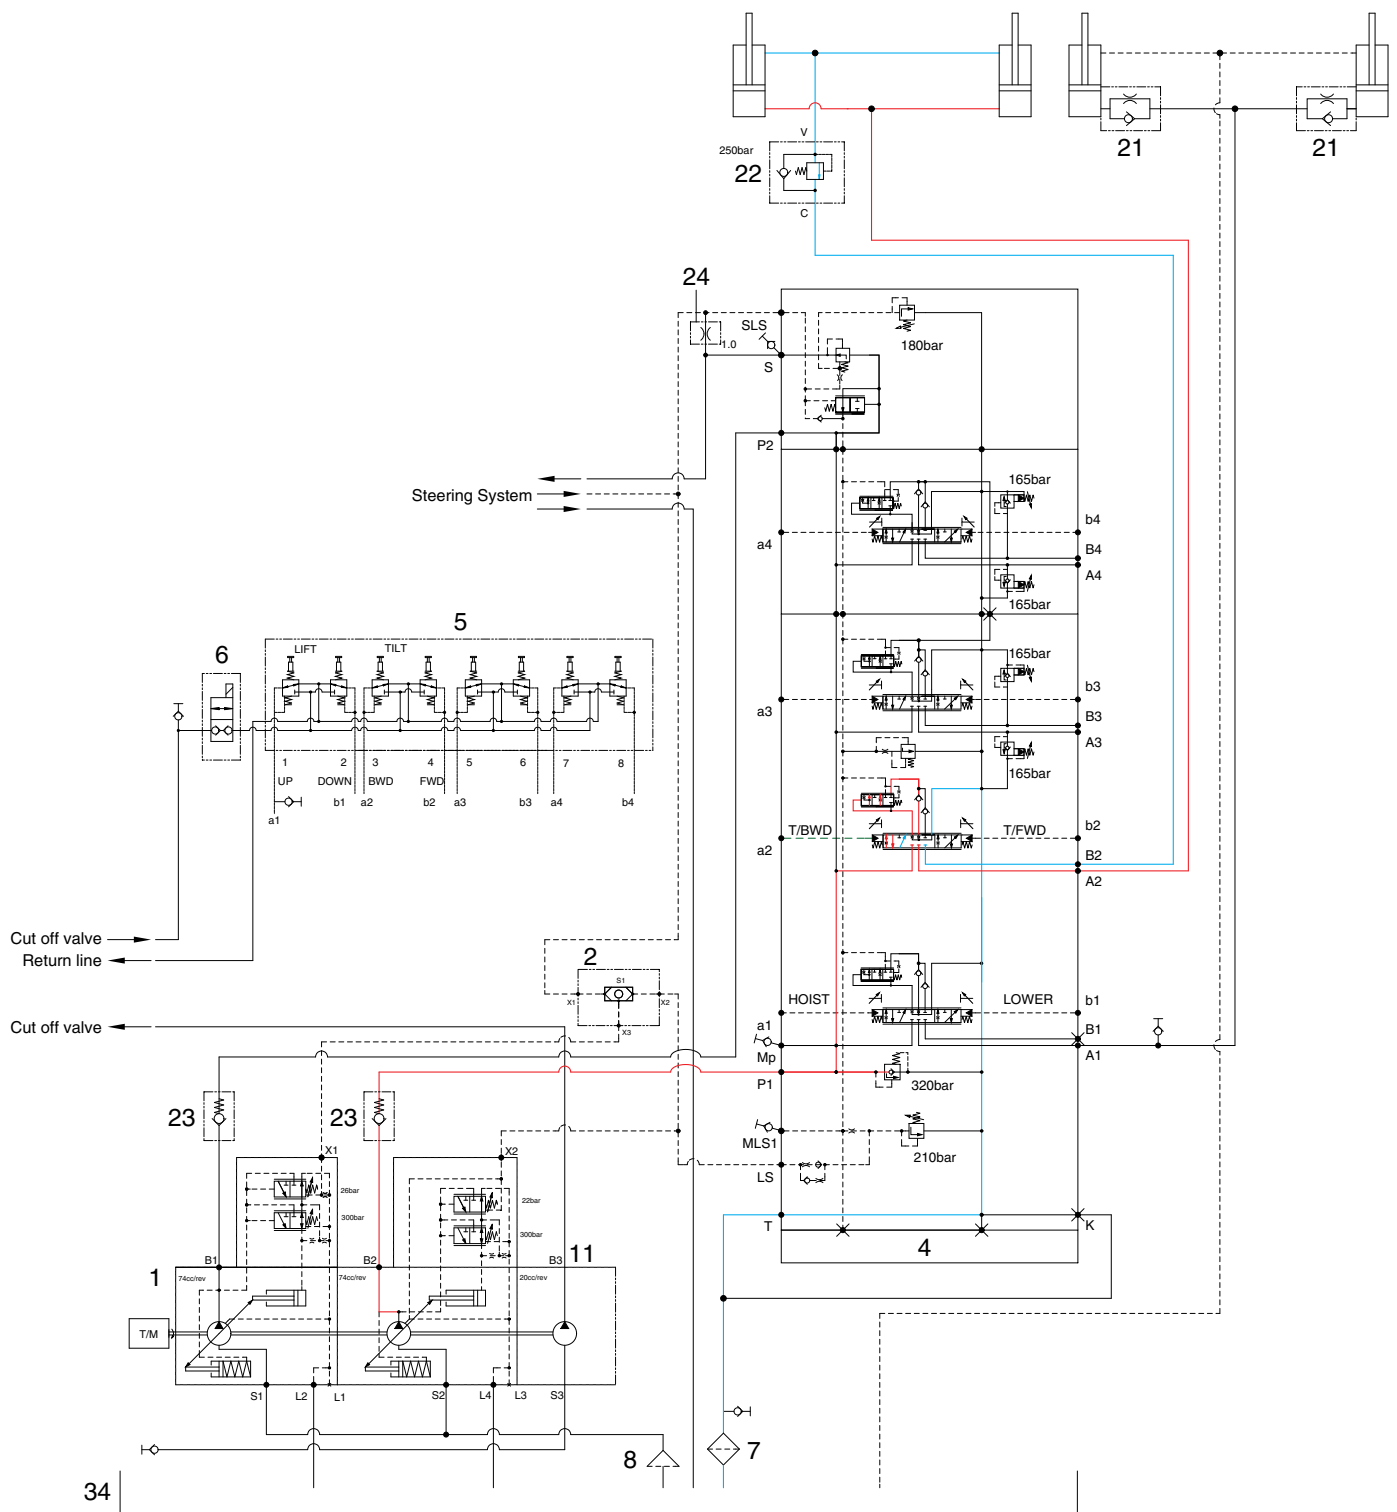 V
250bar
22
C
21
21
24
SLS
1.0
S
180bar
P2
Steering System
165bar
b4
a4
B4
A4
165bar
5
6
LIFT
TILT
165bar
b3
a3
B3
A3
165bar
1
2
3
4
5
6
7
8
UP
DOWN
BWD
FWD
a1
b1
a2
b2
a3
b3
a4
b4
T/BWD
T/FWD
b2
a2
B2
A2
Cut off valve
Return line
2
S1
X1
X2
X3
HOIST
LOWER
b1
Cut off valve
a1
B1
Mp
A1
P1
320bar
23
23
MLS1
210bar
LS
X1
X2
26bar
22bar
300bar
300bar
T
K
4
B1
B2
B3
11
1
74cc/rev
74cc/rev
20cc/rev
T/M
S1
L2
L1
S2
L4
L3
S3
8
7
34